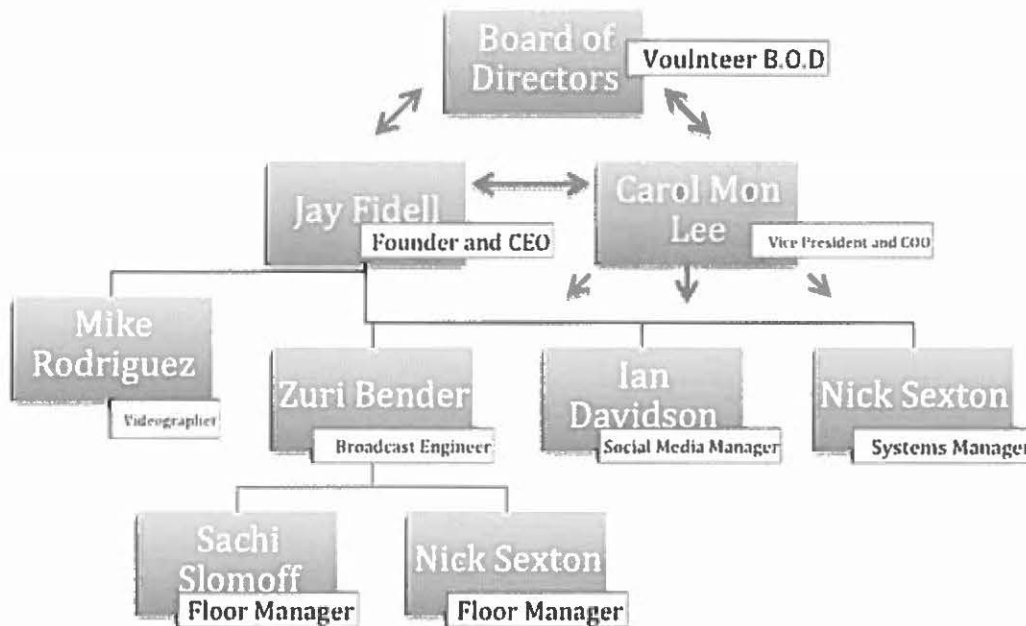 Board of
Directors
Voulnteer B.O.D
Jay Fidell
Founder and CEO
Carol Mon
Lee
Vice President and COO
Mike
Rodriguez
Videographer
Zuri Bender
Broadcast Engineer
Ian
Davidson
Social Media Manager
Nick Sexton
Systems Manager
Sachi
Slomoff
Floor Manager
Nick Sexton
Floor Manager